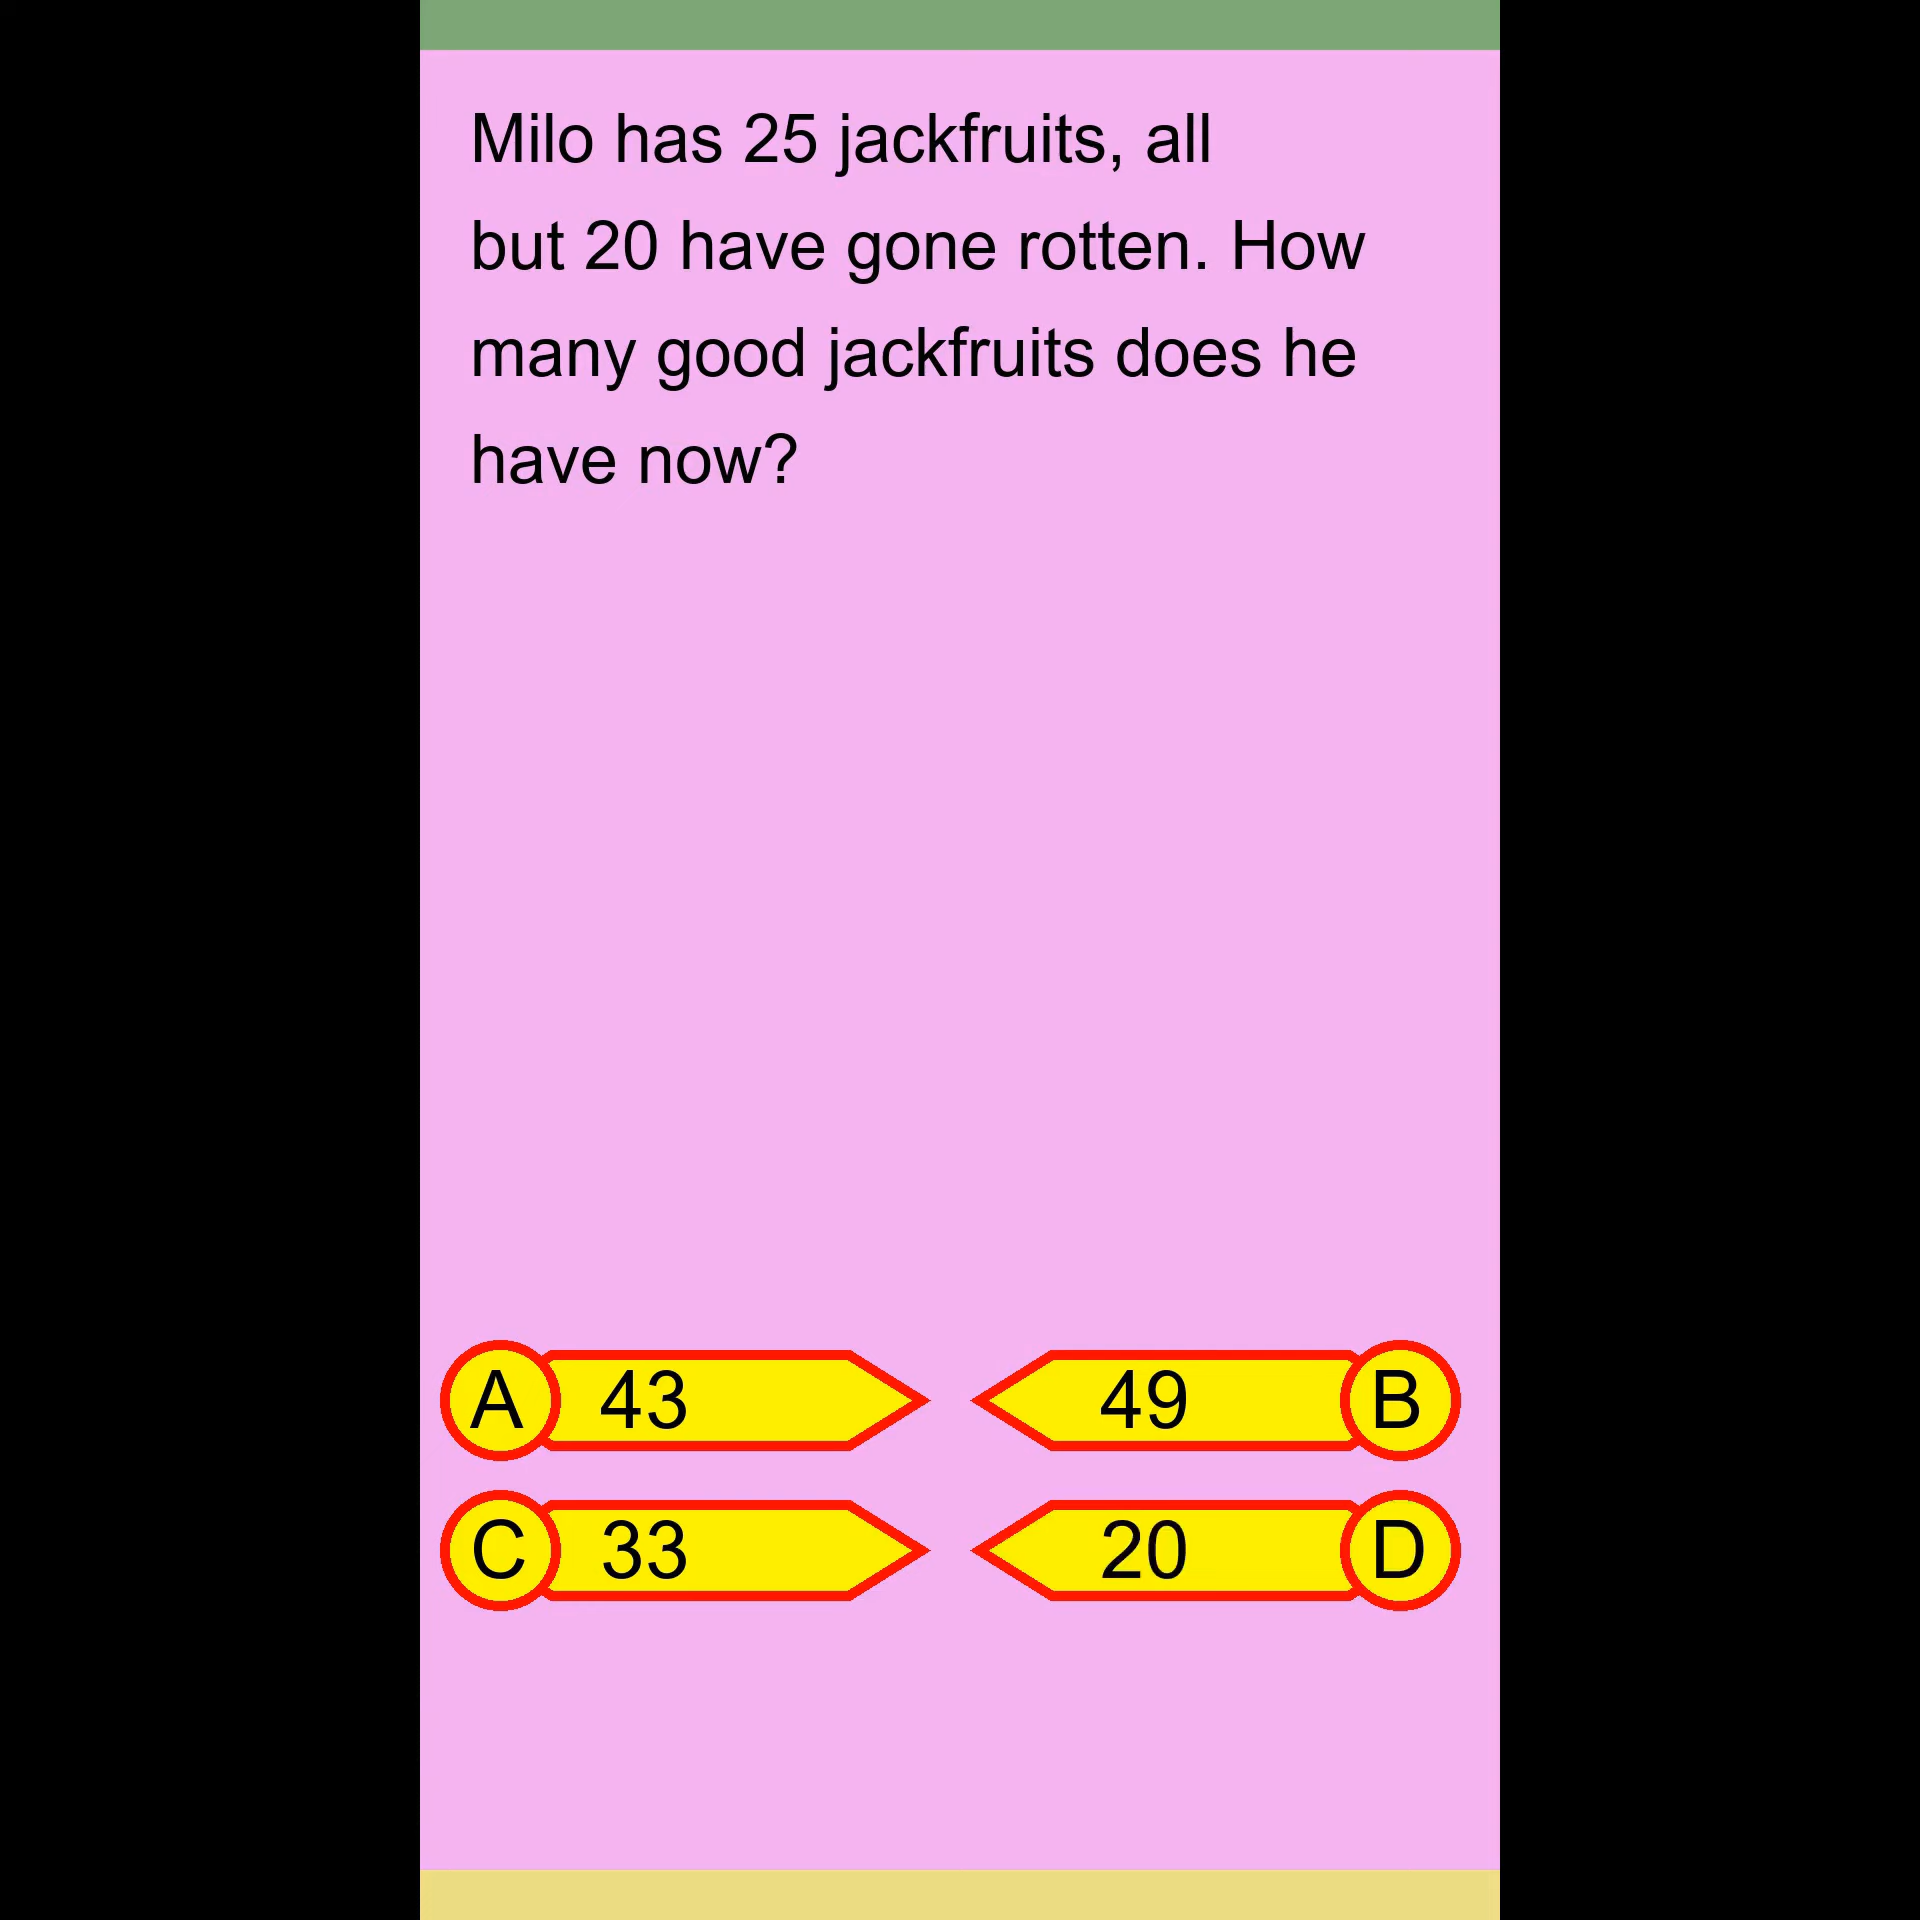 Milo has 25 jackfruits, all
but 20 have gone rotten. How
many good jackfruits does he
have now?
A 43
49 B
C 33
20 D